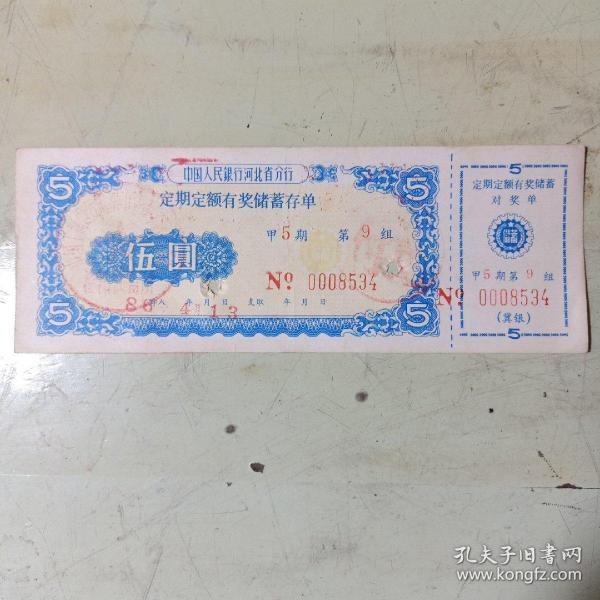 中国人民银行河北省分行
定期定额有奖储蓄存单
5
5
伍圆
甲5期 第9组
Nº 0008534
年 月 日 支取 年 月 日
86 4 13
5
5
5
定期定额有奖储蓄
对奖单
甲5期第9组
Nº 0008534
(冀银)
5
孔夫子旧书网
www.kongfz.com